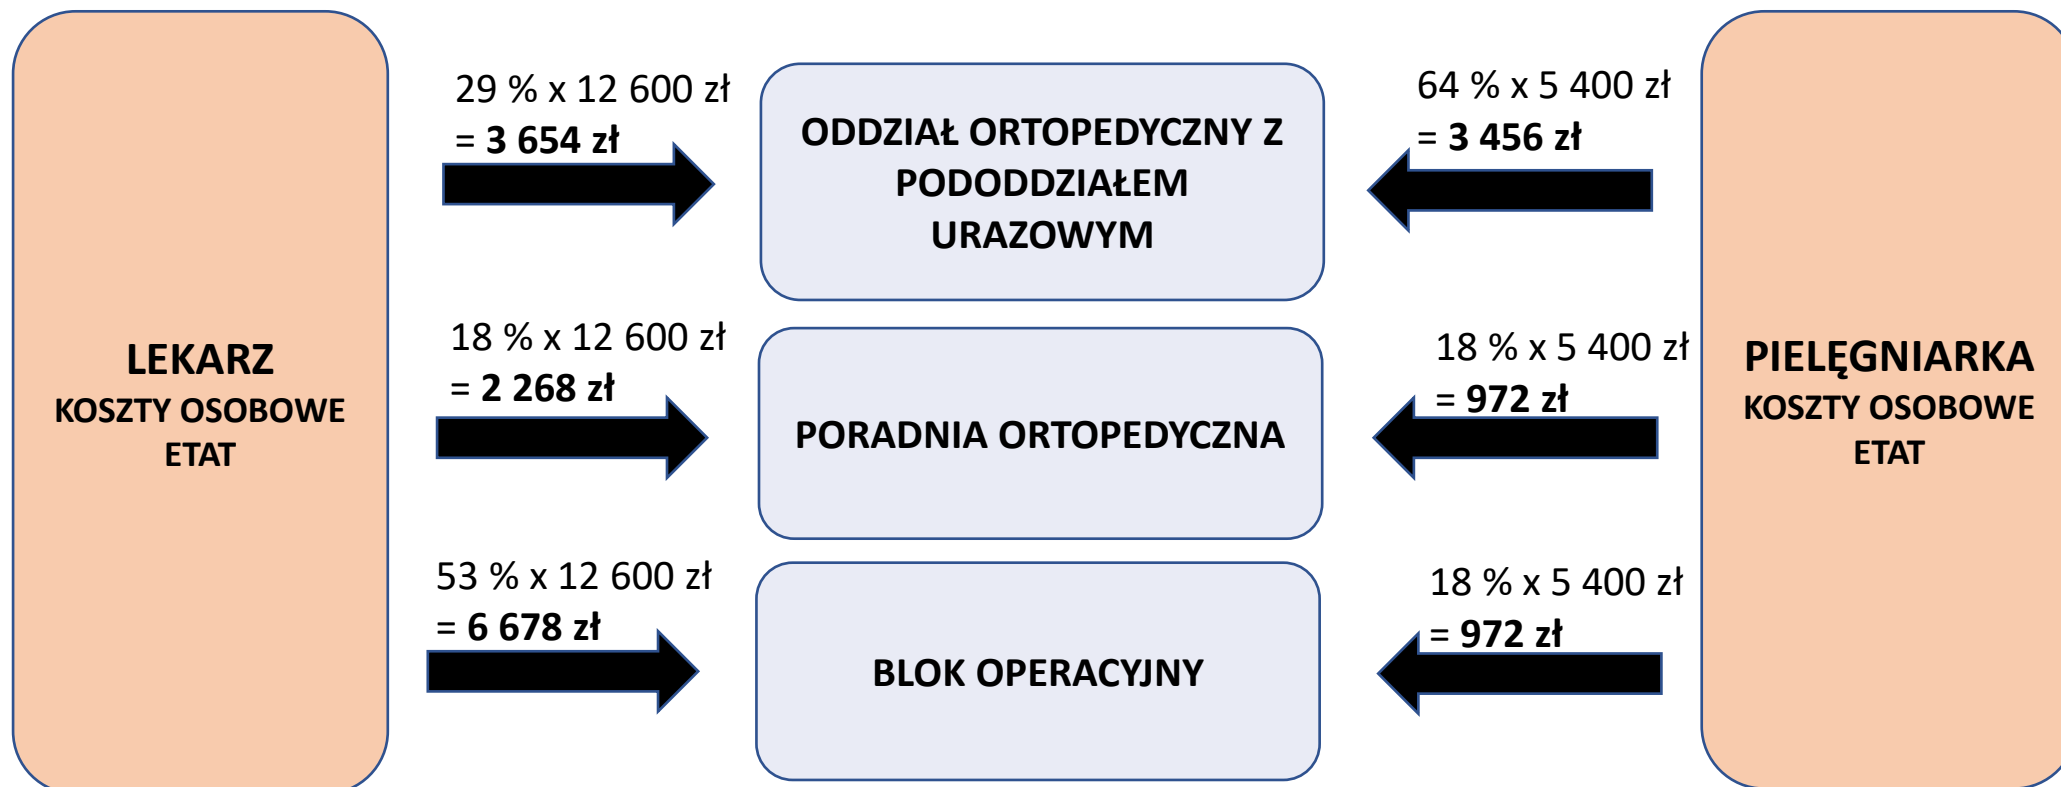 LEKARZ
KOSZTY OSOBOWE
ETAT
29 % x 12 600 zł
= 3 654 zł
18 % x 12 600 zł
= 2 268 zł
53 % x 12 600 zł
= 6 678 zł
ODDZIAŁ ORTOPEDYCZNY Z
PODODDZIAŁEM
URAZOWYM
PORADNIA ORTOPEDYCZNA
BLOK OPERACYJNY
64 % x 5 400 zł
= 3 456 zł
18 % x 5 400 zł
= 972 zł
18 % x 5 400 zł
= 972 zł
PIELĘGNIARKA
KOSZTY OSOBOWE
ETAT